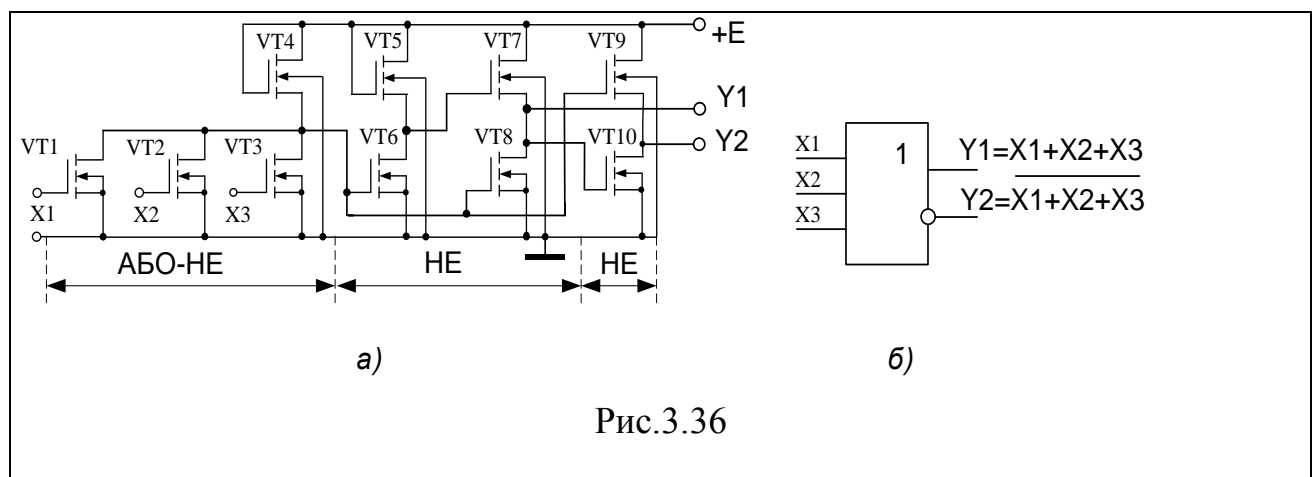 VT4 VT5 VT7 VT9 +E
Y1
VT1 VT2 VT3 VT6 VT8 VT10 Y2
X1 X2 X3
АБО-НЕ НЕ НЕ
а)
X1 1 Y1=X1+X2+X3
X2
X3 Y2=X1+X2+X3
б)
Рис.3.36